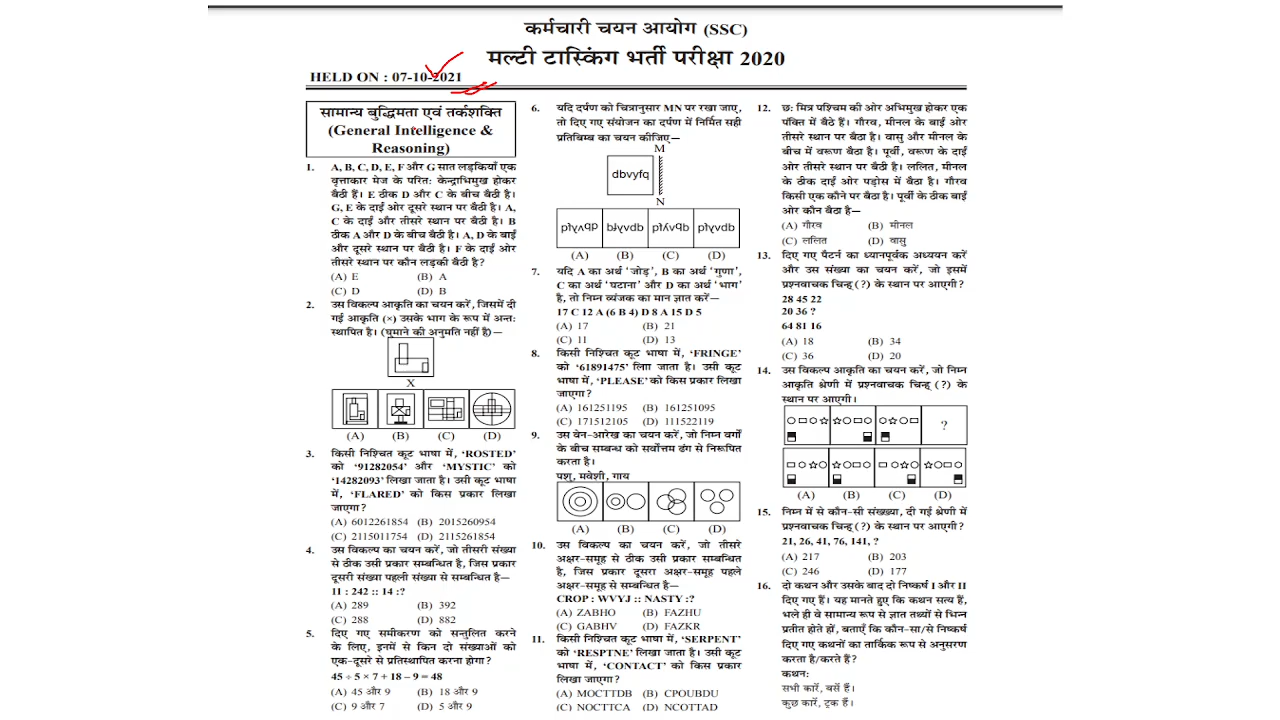 कर्मचारी चयन आयोग (SSC)
मल्टी टास्किंग भर्ती परीक्षा 2020
HELD ON : 07-10-2021
सामान्य बुद्धिमता एवं तर्कशक्ति
(General Intelligence &
Reasoning)
1. A, B, C, D, E, F और G सात लड़कियाँ एक
वृत्ताकार मेज के परितः केन्द्राभिमुख होकर
बैठी हैं। E ठीक D और C के बीच बैठी है।
G, E के दाईं ओर दूसरे स्थान पर बैठी है। A,
C के दाईं और तीसरे स्थान पर बैठी है। B
ठीक A और D के बीच बैठी है। A, D के बाईं
और दूसरे स्थान पर बैठी है। F के दाईं ओर
तीसरे स्थान पर कौन लड़की बैठी है?
(A) E (B) A
(C) D (D) B
2. उस विकल्प आकृति का चयन करें, जिसमें दी
गई आकृति (×) उसके भाग के रूप में अन्तः
स्थापित है। (घुमाने की अनुमति नहीं है)—
X
(A) (B) (C) (D)
3. किसी निश्चित कूट भाषा में, 'ROSTED'
को '91282054' और 'MYSTIC' को
'14282093' लिखा जाता है। उसी कूट भाषा
में, 'FLARED' को किस प्रकार लिखा
जाएगा?
(A) 6012261854 (B) 2015260954
(C) 2115011754 (D) 2115261854
4. उस विकल्प का चयन करें, जो तीसरी संख्या
से ठीक उसी प्रकार सम्बन्धित है, जिस प्रकार
दूसरी संख्या पहली संख्या से सम्बन्धित है—
11 : 242 :: 14 :?
(A) 289 (B) 392
(C) 288 (D) 882
5. दिए गए समीकरण को सन्तुलित करने
के लिए, इनमें से किन दो संख्याओं को
एक-दूसरे से प्रतिस्थापित करना होगा?
45 ÷ 5 × 7 + 18 – 9 = 48
(A) 45 और 9 (B) 18 और 9
(C) 9 और 7 (D) 5 और 9
6. यदि दर्पण को चित्रानुसार MN पर रखा जाए,
तो दिए गए संयोजन का दर्पण में निर्मित सही
प्रतिबिम्ब का चयन कीजिए—
M
dbvyfq
N
(A) (B) (C) (D)
7. यदि A का अर्थ 'जोड़', B का अर्थ 'गुणा',
C का अर्थ 'घटाना' और D का अर्थ 'भाग'
है, तो निम्न व्यंजक का मान ज्ञात करें—
17 C 12 A (6 B 4) D 8 A 15 D 5
(A) 17 (B) 21
(C) 11 (D) 13
8. किसी निश्चित कूट भाषा में, 'FRINGE'
को '61891475' लिाा जाता है। उसी कूट
भाषा में, 'PLEASE' को किस प्रकार लिखा
जाएगा?
(A) 161251195 (B) 161251095
(C) 171512105 (D) 111522119
9. उस वेन-आरेख का चयन करें, जो निम्न वर्गों
के बीच सम्बन्ध को सर्वोत्तम ढंग से निरूपित
करता है।
पशु, मवेशी, गाय
(A) (B) (C) (D)
10. उस विकल्प का चयन करें, जो तीसरे
अक्षर-समूह से ठीक उसी प्रकार सम्बन्धित
है, जिस प्रकार दूसरा अक्षर-समूह पहले
अक्षर-समूह से सम्बन्धित है—
CROP : WVYJ :: NASTY :?
(A) ZABHO (B) FAZHU
(C) GABHV (D) FAZKR
11. किसी निश्चित कूट भाषा में, 'SERPENT'
को 'RESPTNE' लिखा जाता है। उसी कूट
भाषा में, 'CONTACT' को किस प्रकार
लिखा जाएगा?
(A) MOCTTDB (B) CPOUBDU
(C) NOCTTCA (D) NCOTTAD
12. छः मित्र पश्चिम की ओर अभिमुख होकर एक
पंक्ति में बैठे हैं। गौरव, मीनल के बाईं ओर
तीसरे स्थान पर बैठा है। वासु और मीनल के
बीच में वरूण बैठा है। पूर्वी, वरूण के दाईं
ओर तीसरे स्थान पर बैठी है। ललित, मीनल
के ठीक दाईं ओर पड़ोस में बैठा है। गौरव
किसी एक कौने पर बैठा है। पूर्वी के ठीक बाईं
ओर कौन बैठा है—
(A) गौरव (B) मीनल
(C) ललित (D) वासु
13. दिए गए पैटर्न का ध्यानपूर्वक अध्ययन करें
और उस संख्या का चयन करें, जो इसमें
प्रश्नवाचक चिन्ह् (?) के स्थान पर आएगी?
28 45 22
20 36 ?
64 81 16
(A) 18 (B) 34
(C) 36 (D) 20
14. उस विकल्प आकृति का चयन करें, जो निम्न
आकृति श्रेणी में प्रश्नवाचक चिन्ह् (?) के
स्थान पर आएगी।
?
(A) (B) (C) (D)
15. निम्न में से कौन-सी संख्ख्या, दी गई श्रेणी में
प्रश्नवाचक चिन्ह् (?) के स्थान पर आएगी?
21, 26, 41, 76, 141, ?
(A) 217 (B) 203
(C) 246 (D) 177
16. दो कथन और उसके बाद दो निष्कर्ष I और II
दिए गए हैं। यह मानते हुए कि कथन सत्य हैं,
भले ही वे सामान्य रूप से ज्ञात तथ्यों से भिन्न
प्रतीत होते हों, बताएँ कि कौन-सा/से निष्कर्ष
दिए गए कथनों का तार्किक रूप से अनुसरण
करता है/करते हैं?
कथन:
सभी कारें, बसें हैं।
कुछ कारें, ट्रक हैं।